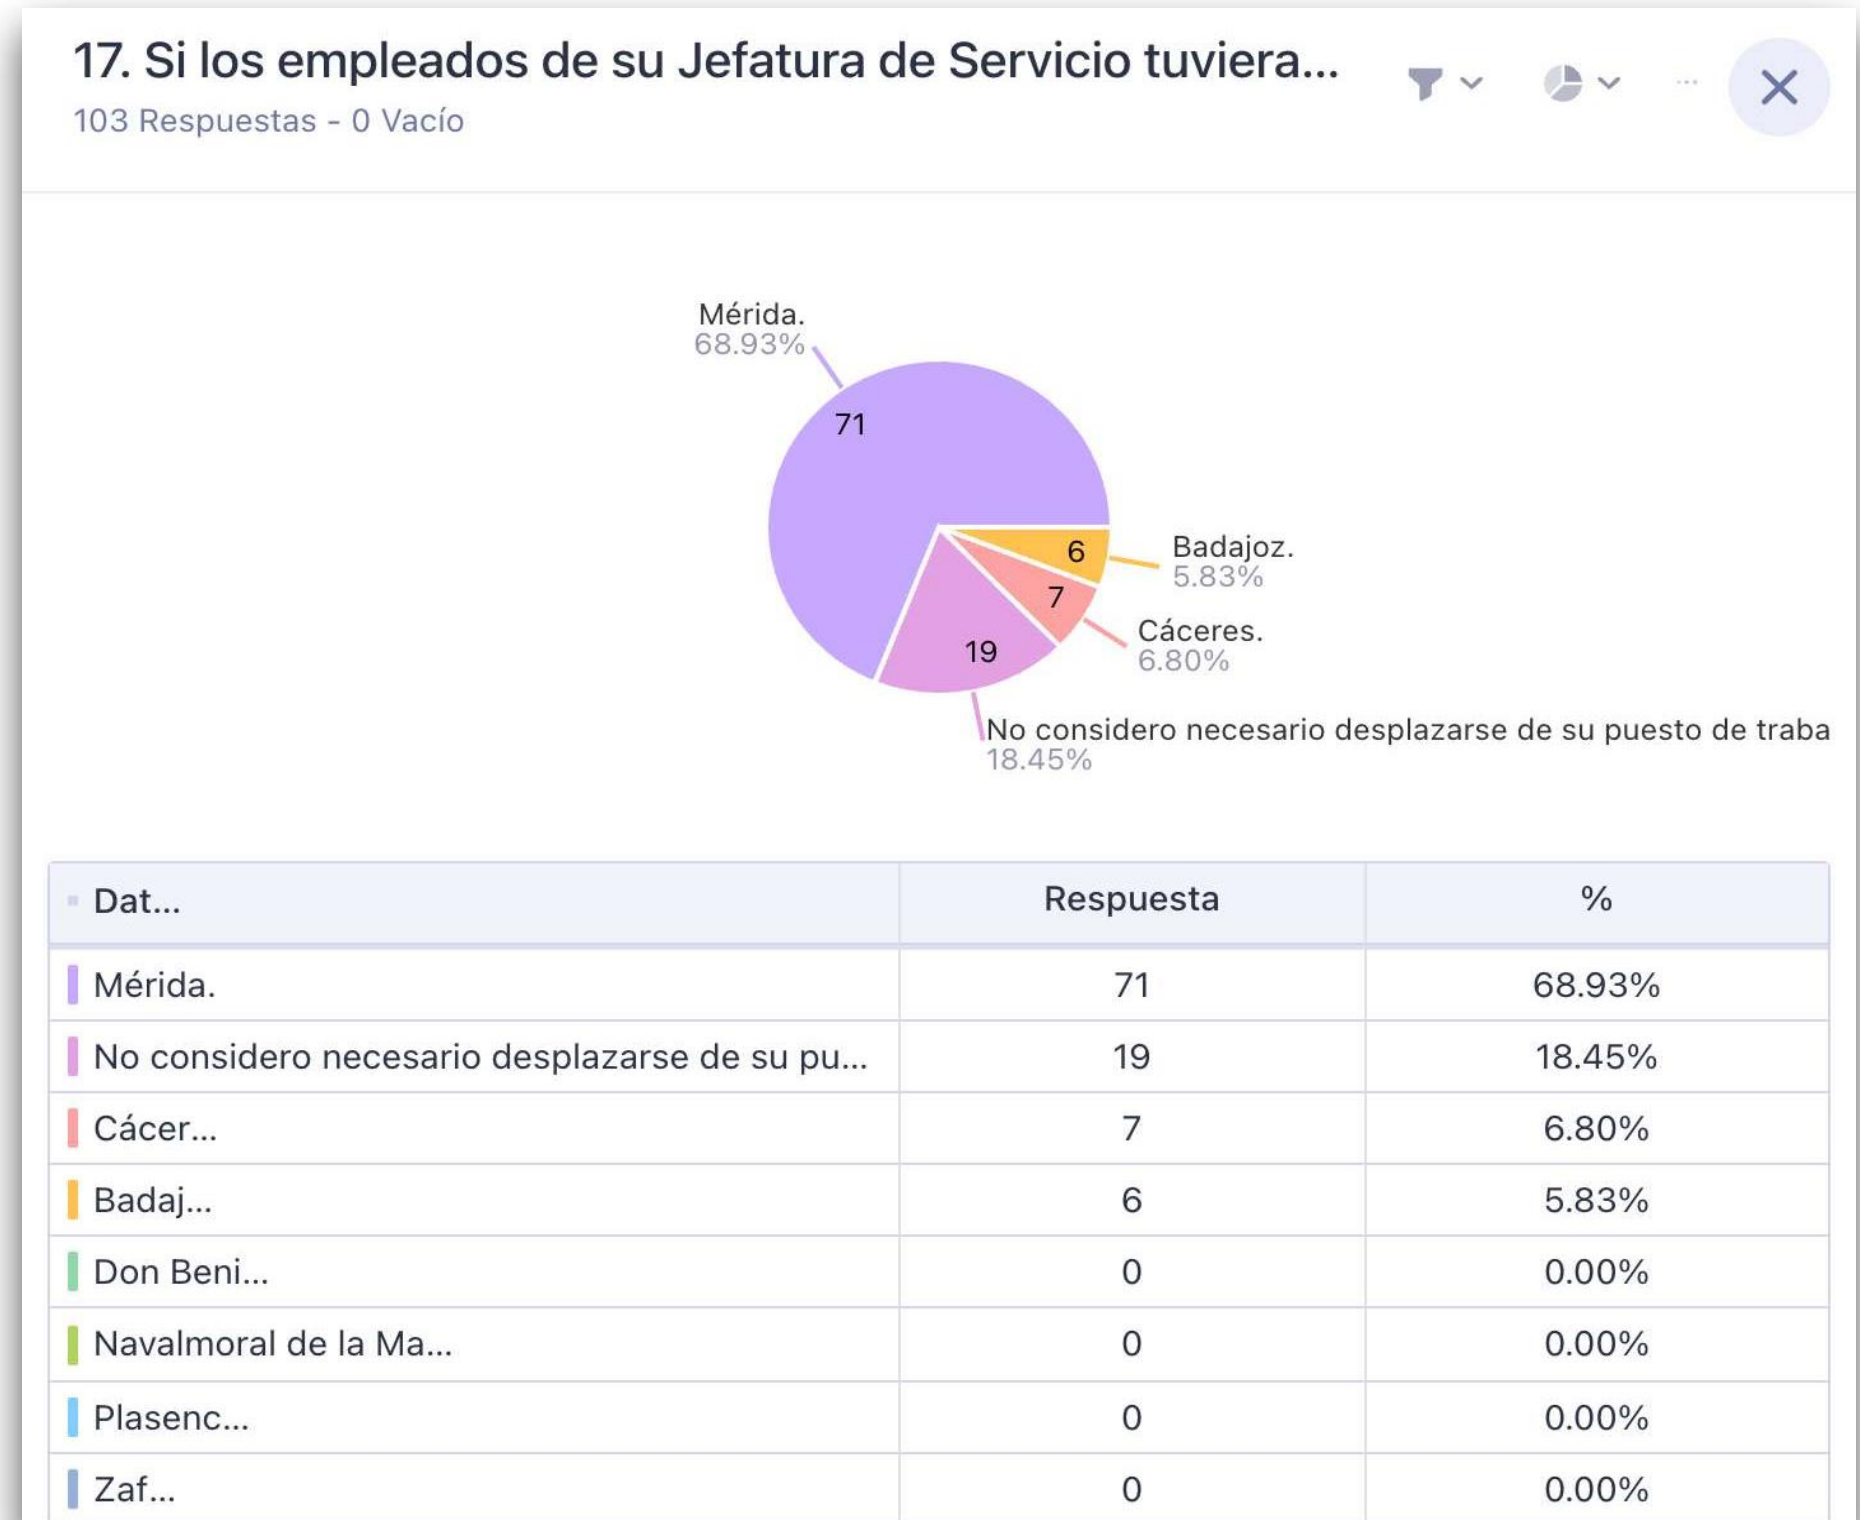 17. Si los empleados de su Jefatura de Servicio tuviera...
103 Respuestas - 0 Vacío
Mérida.
68.93%
71
6
Badajoz.
5.83%
7
Cáceres.
6.80%
19
No considero necesario desplazarse de su puesto de traba
18.45%
Dat... Respuesta %
Mérida. 71 68.93%
No considero necesario desplazarse de su pu... 19 18.45%
Cácer... 7 6.80%
Badaj... 6 5.83%
Don Beni... 0 0.00%
Navalmoral de la Ma... 0 0.00%
Plasenc... 0 0.00%
Zaf... 0 0.00%